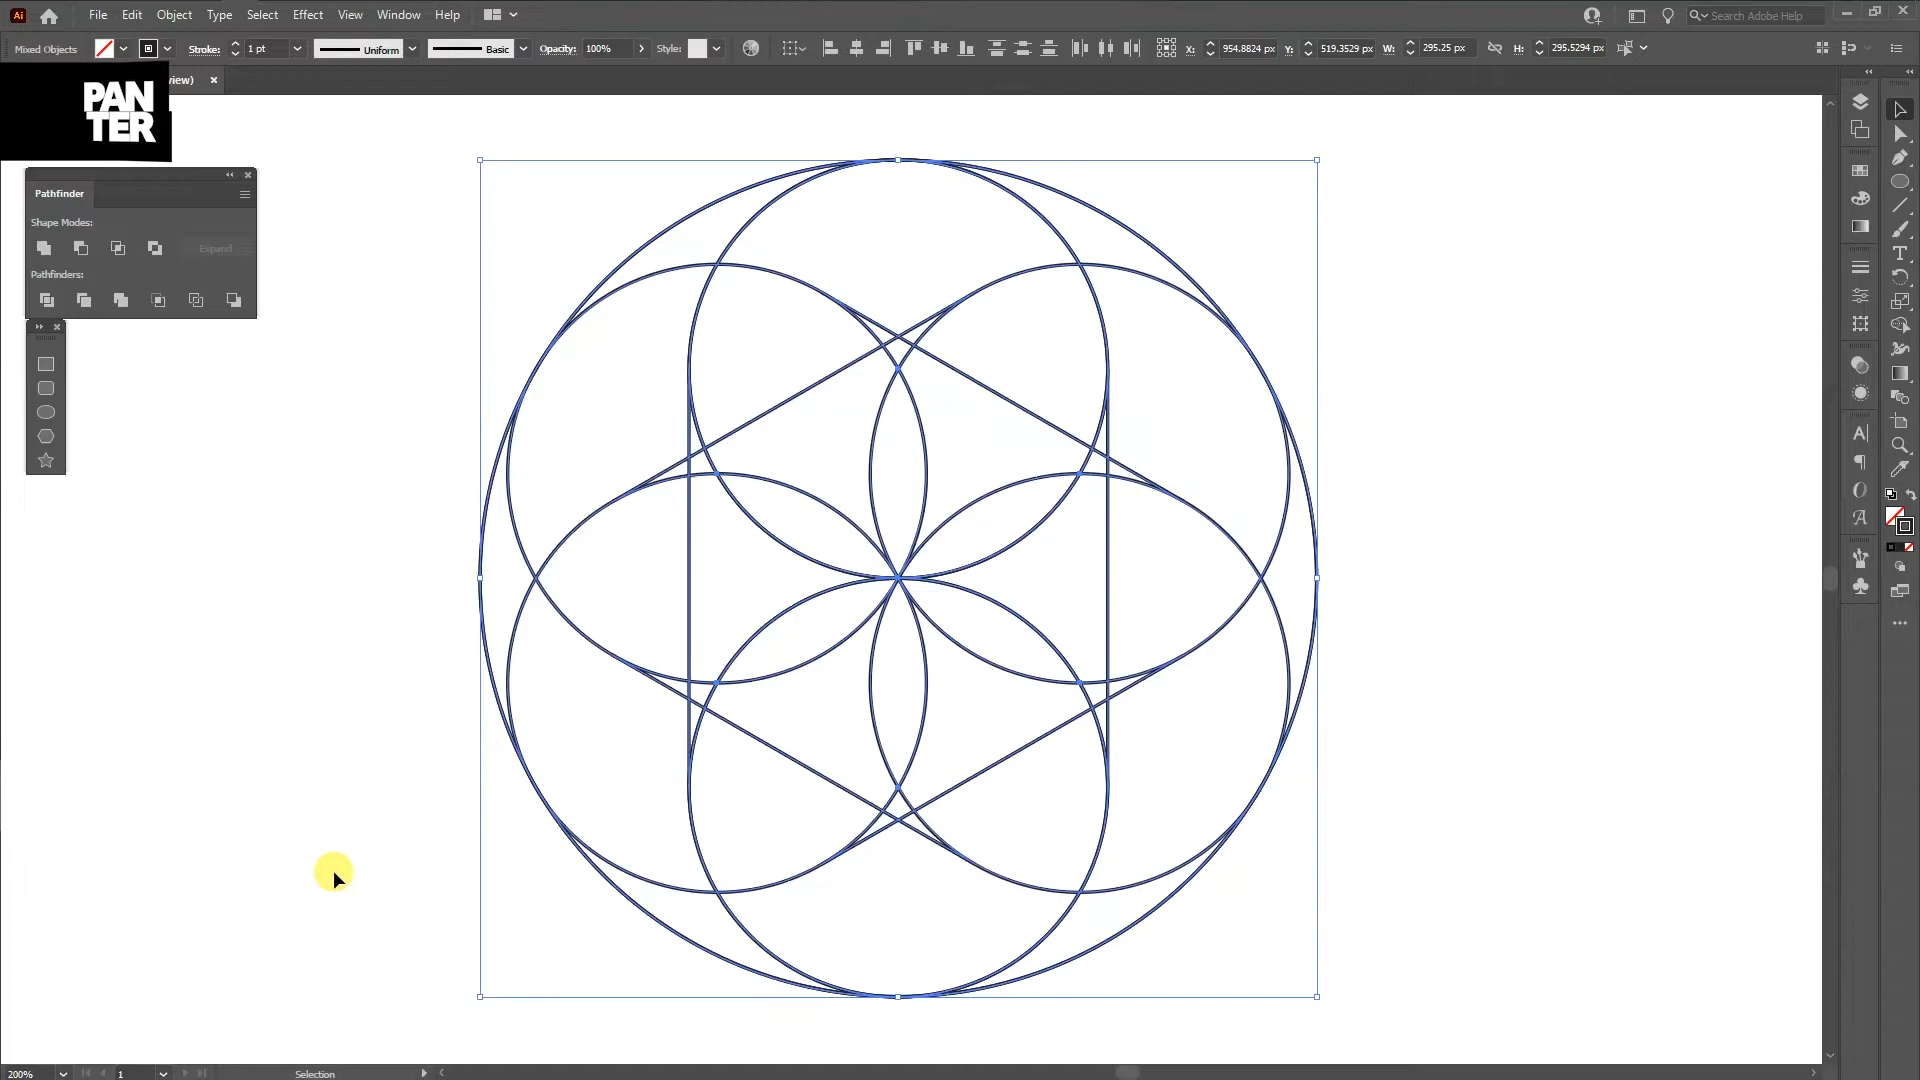 Ai File Edit Object Type Select Effect View Window Help Search Adobe Help
Mixed Objects Stroke: 1 pt Uniform Basic Opacity: 100% Style: X: 954.8824 px Y: 519.3529 px W: 295.25 px H: 295.5294 px
view) ×
PAN
TER
Pathfinder
Shape Modes:
Expand
Pathfinders:
200% 1 Selection